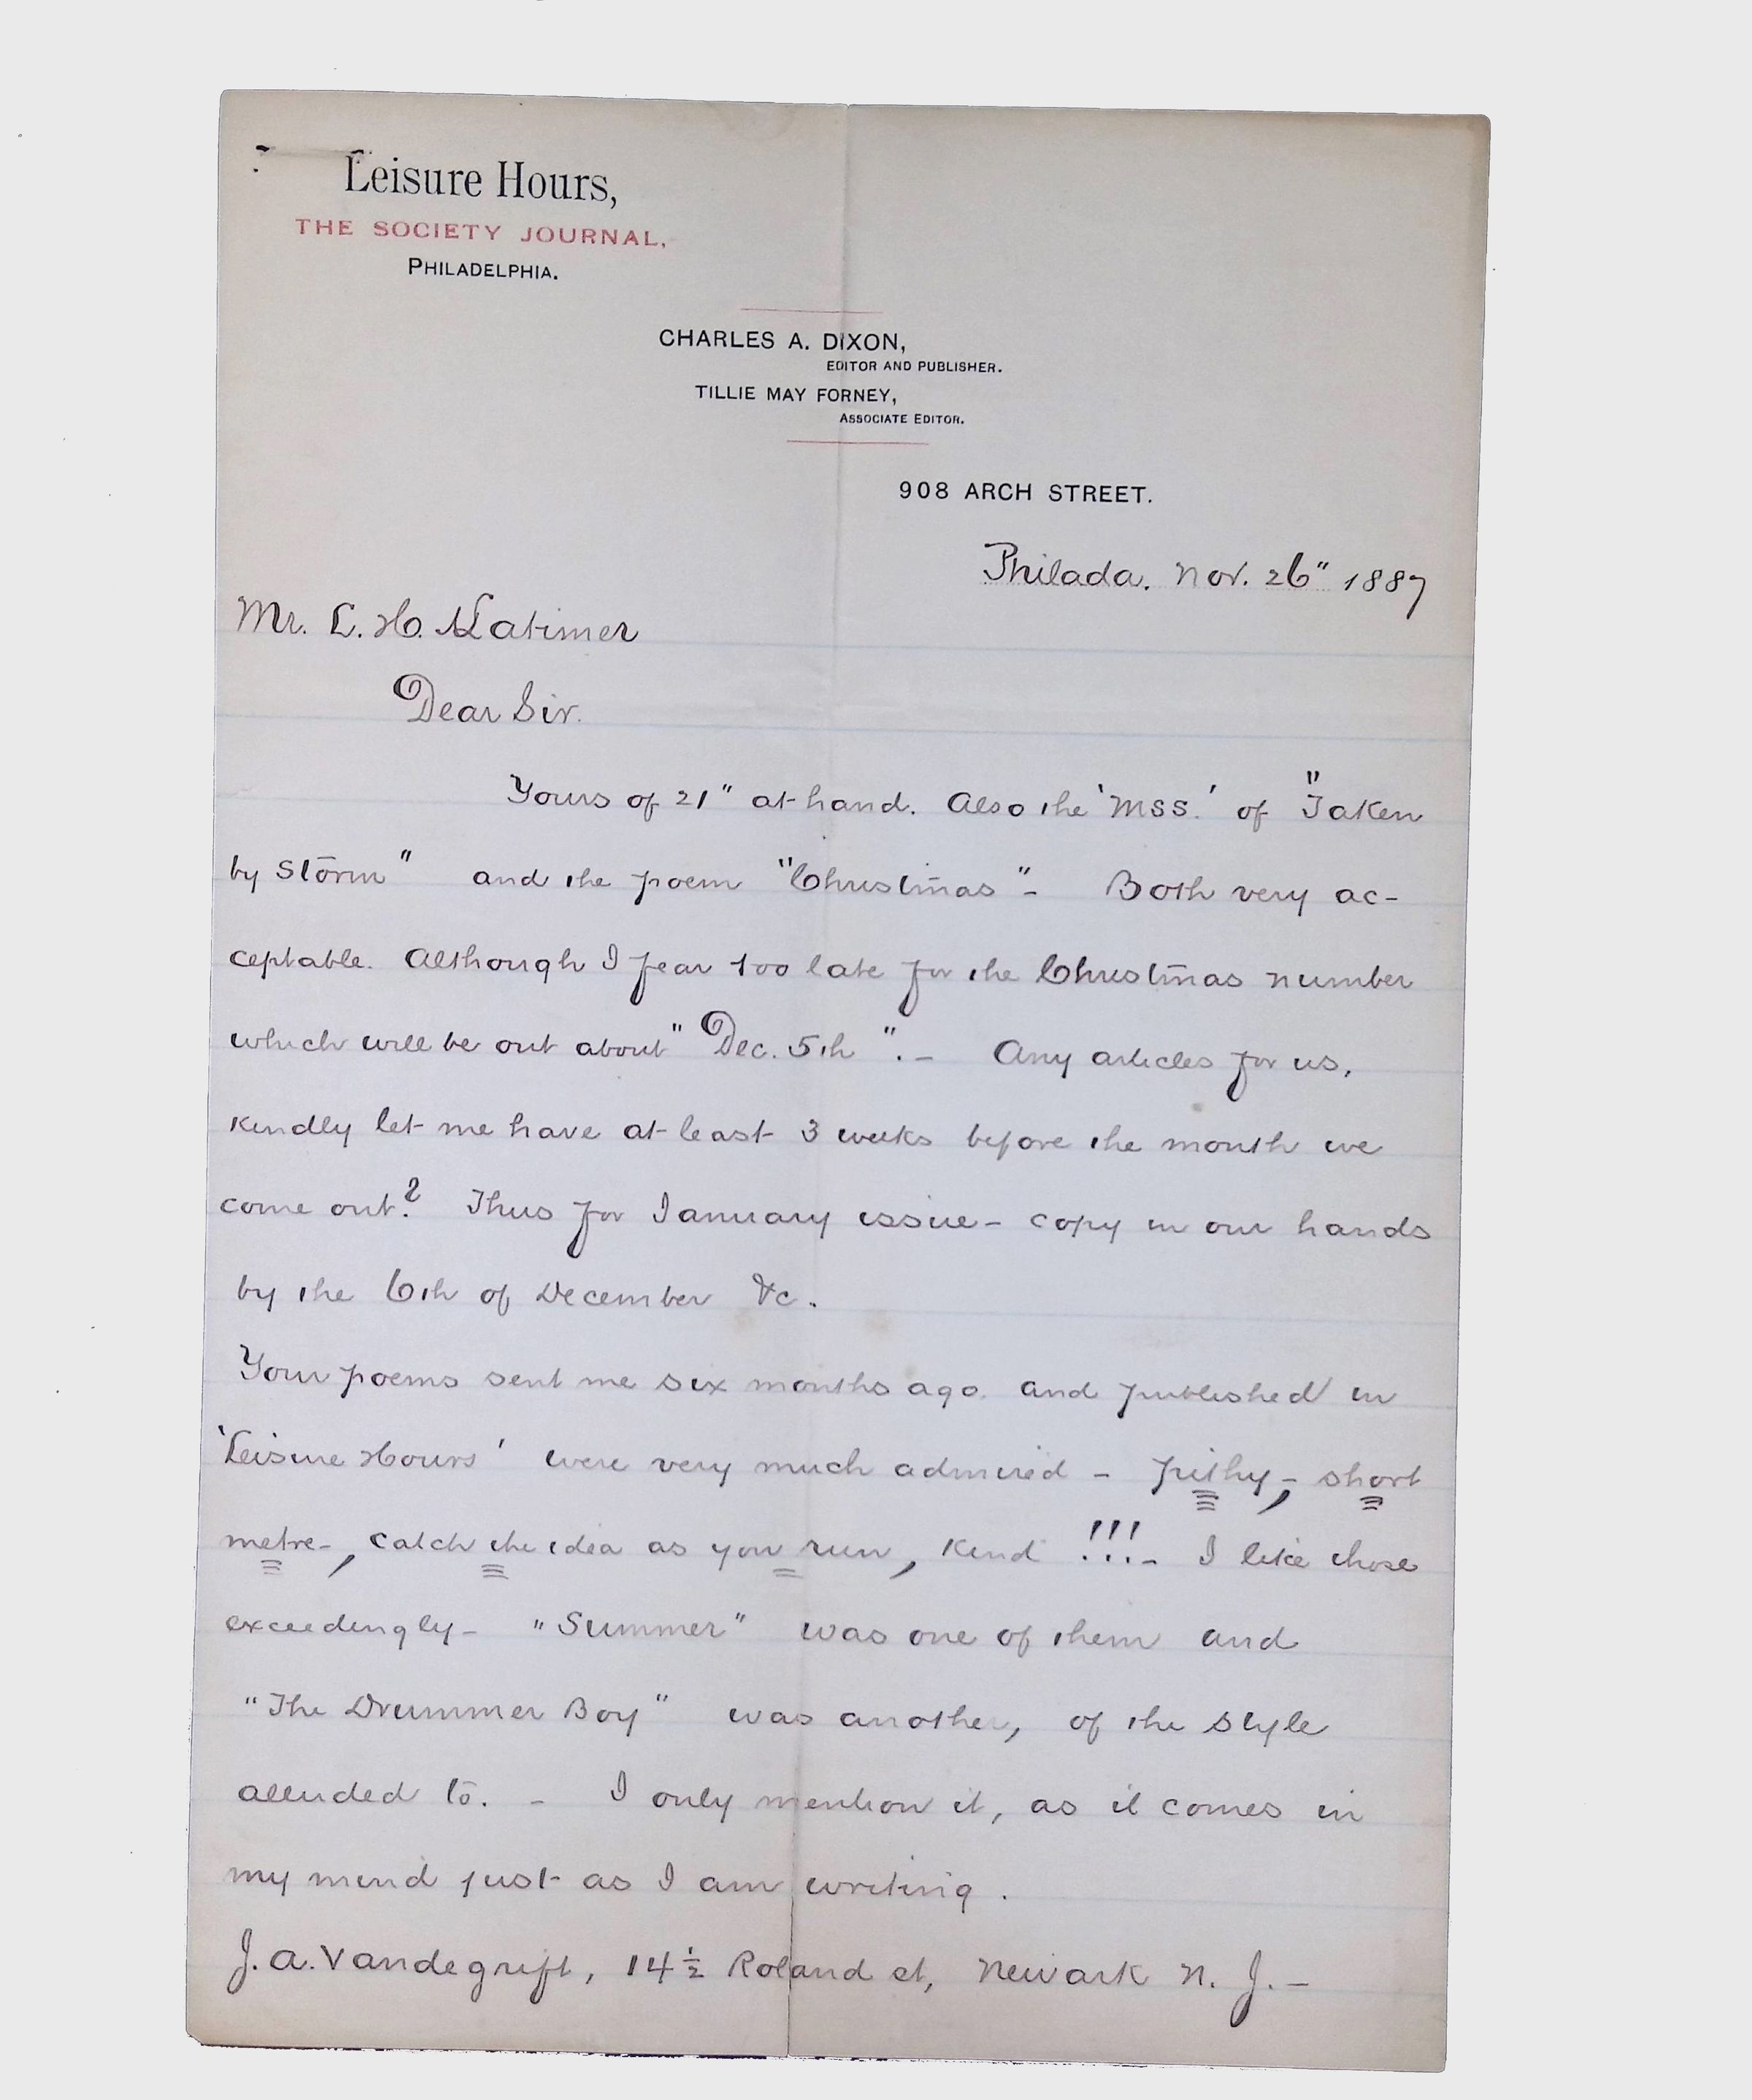 Leisure Hours,
THE SOCIETY JOURNAL,
PHILADELPHIA.
CHARLES A. DIXON,
EDITOR AND PUBLISHER.
TILLIE MAY FORNEY,
ASSOCIATE EDITOR.
908 ARCH STREET.
Philada. Nov. 26" 1887
Mr. L. H. Latimer
Dear Sir.
Yours of 21" at hand. Also the 'MSS.' of "Taken
by Storm" and the poem "Christmas" - Both very ac-
ceptable. Although I fear too late for the Christmas number
which will be out about "Dec. 5th". - Any articles for us,
kindly let me have at least 3 weeks before the month we
come out? Thus for January issue - copy in our hands
by the 6th of December &c.
Your poems sent me six months ago. and published in
'Leisure Hours' were very much admired - pithy -, short
metre -, catch the idea as you run, kind !!! - I like those
exceedingly - "Summer" was one of them and
"The Drummer Boy" was another, of the style
alluded to. - I only mention it, as it comes in
my mind just as I am writing.
J. A. Vandegrift, 14 1/2 Roland st, Newark N. J. -